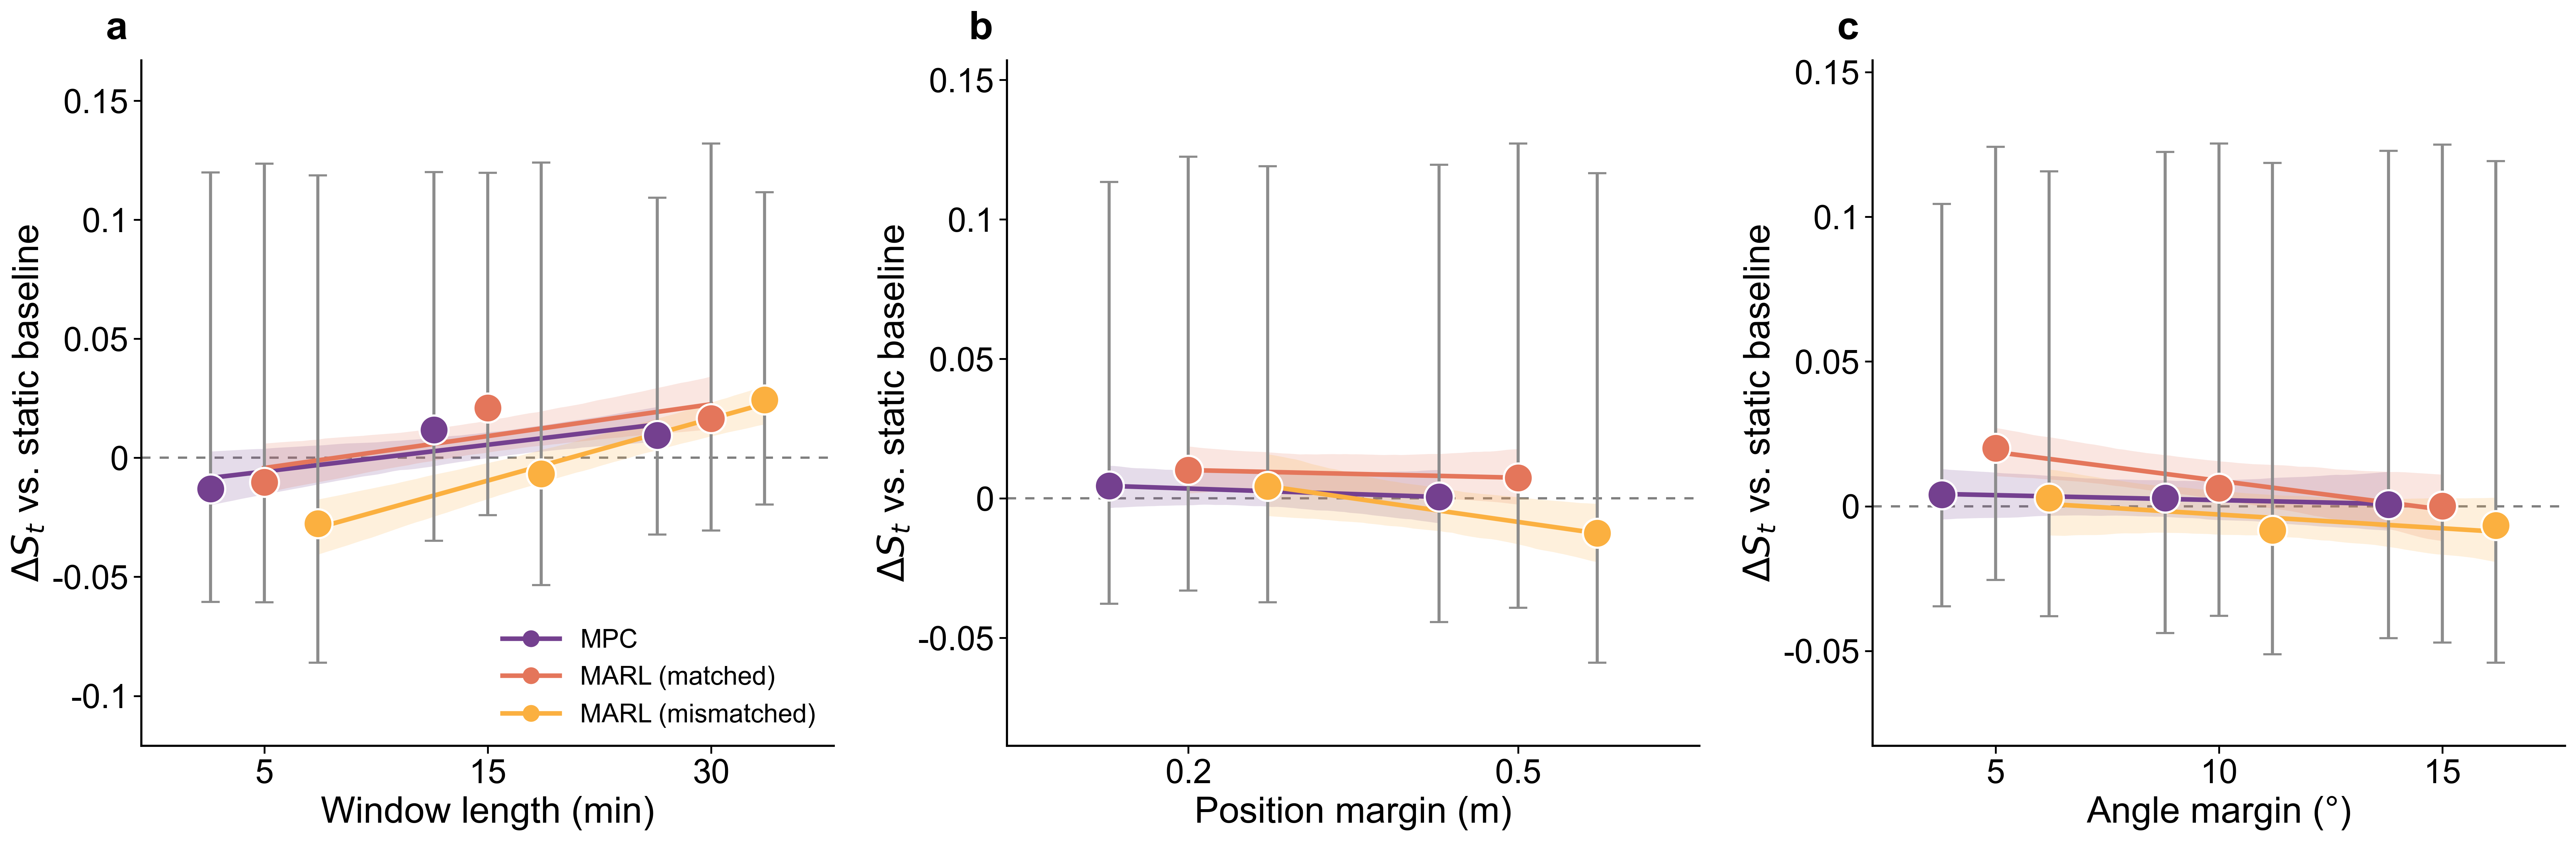 a
0.15
0.1
0.05
0
-0.05
-0.1
ΔSt vs. static baseline
5 15 30
Window length (min)
MPC
MARL (matched)
MARL (mismatched)
b
0.15
0.1
0.05
0
-0.05
ΔSt vs. static baseline
0.2 0.5
Position margin (m)
c
0.15
0.1
0.05
0
-0.05
ΔSt vs. static baseline
5 10 15
Angle margin (°)